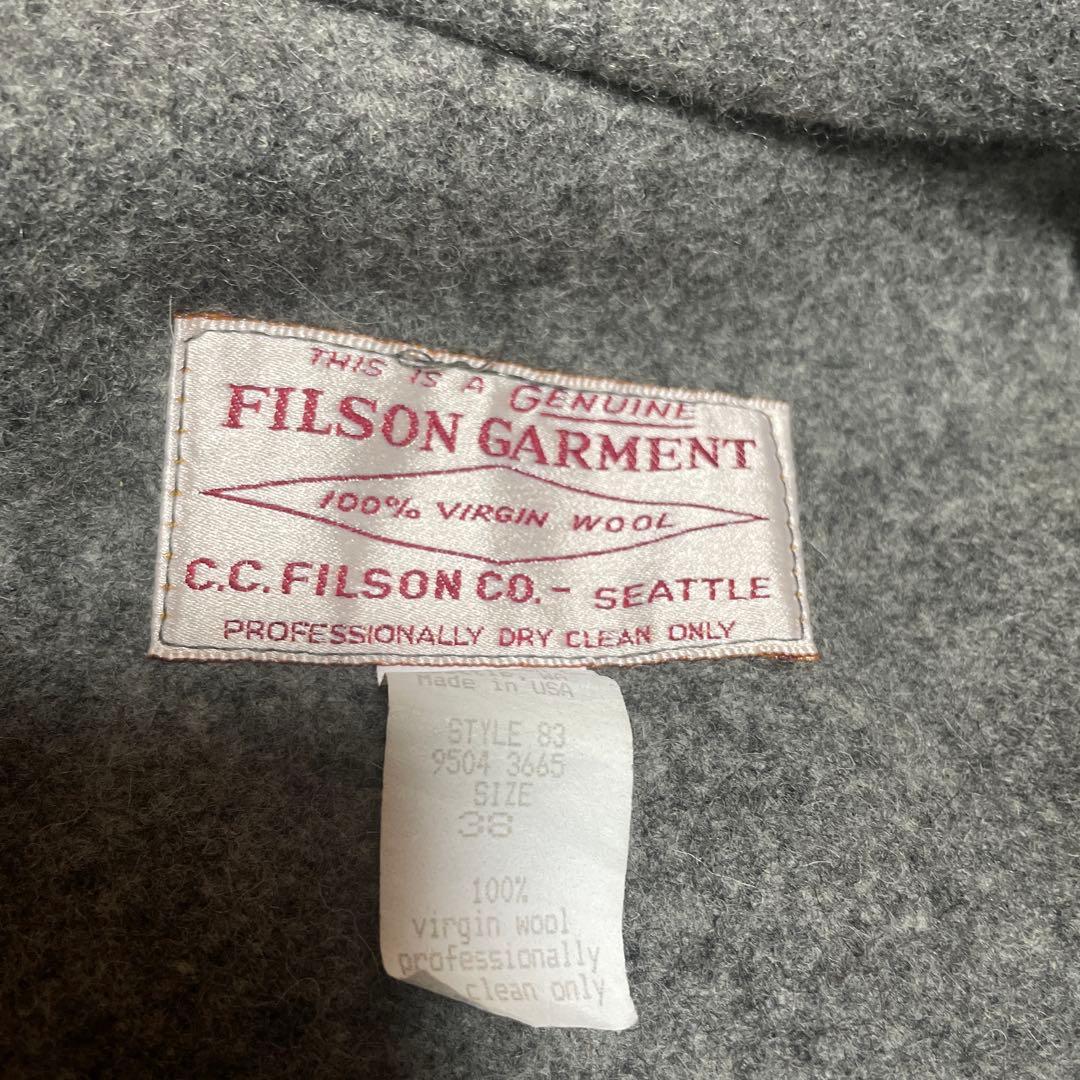 THIS IS A GENUINE
FILSON GARMENT
100% VIRGIN WOOL
C.C. FILSON CO. - SEATTLE
PROFESSIONALLY DRY CLEAN ONLY
Made in USA
STYLE 83
9504 3665
SIZE
38
100%
virgin wool
professionally
clean only